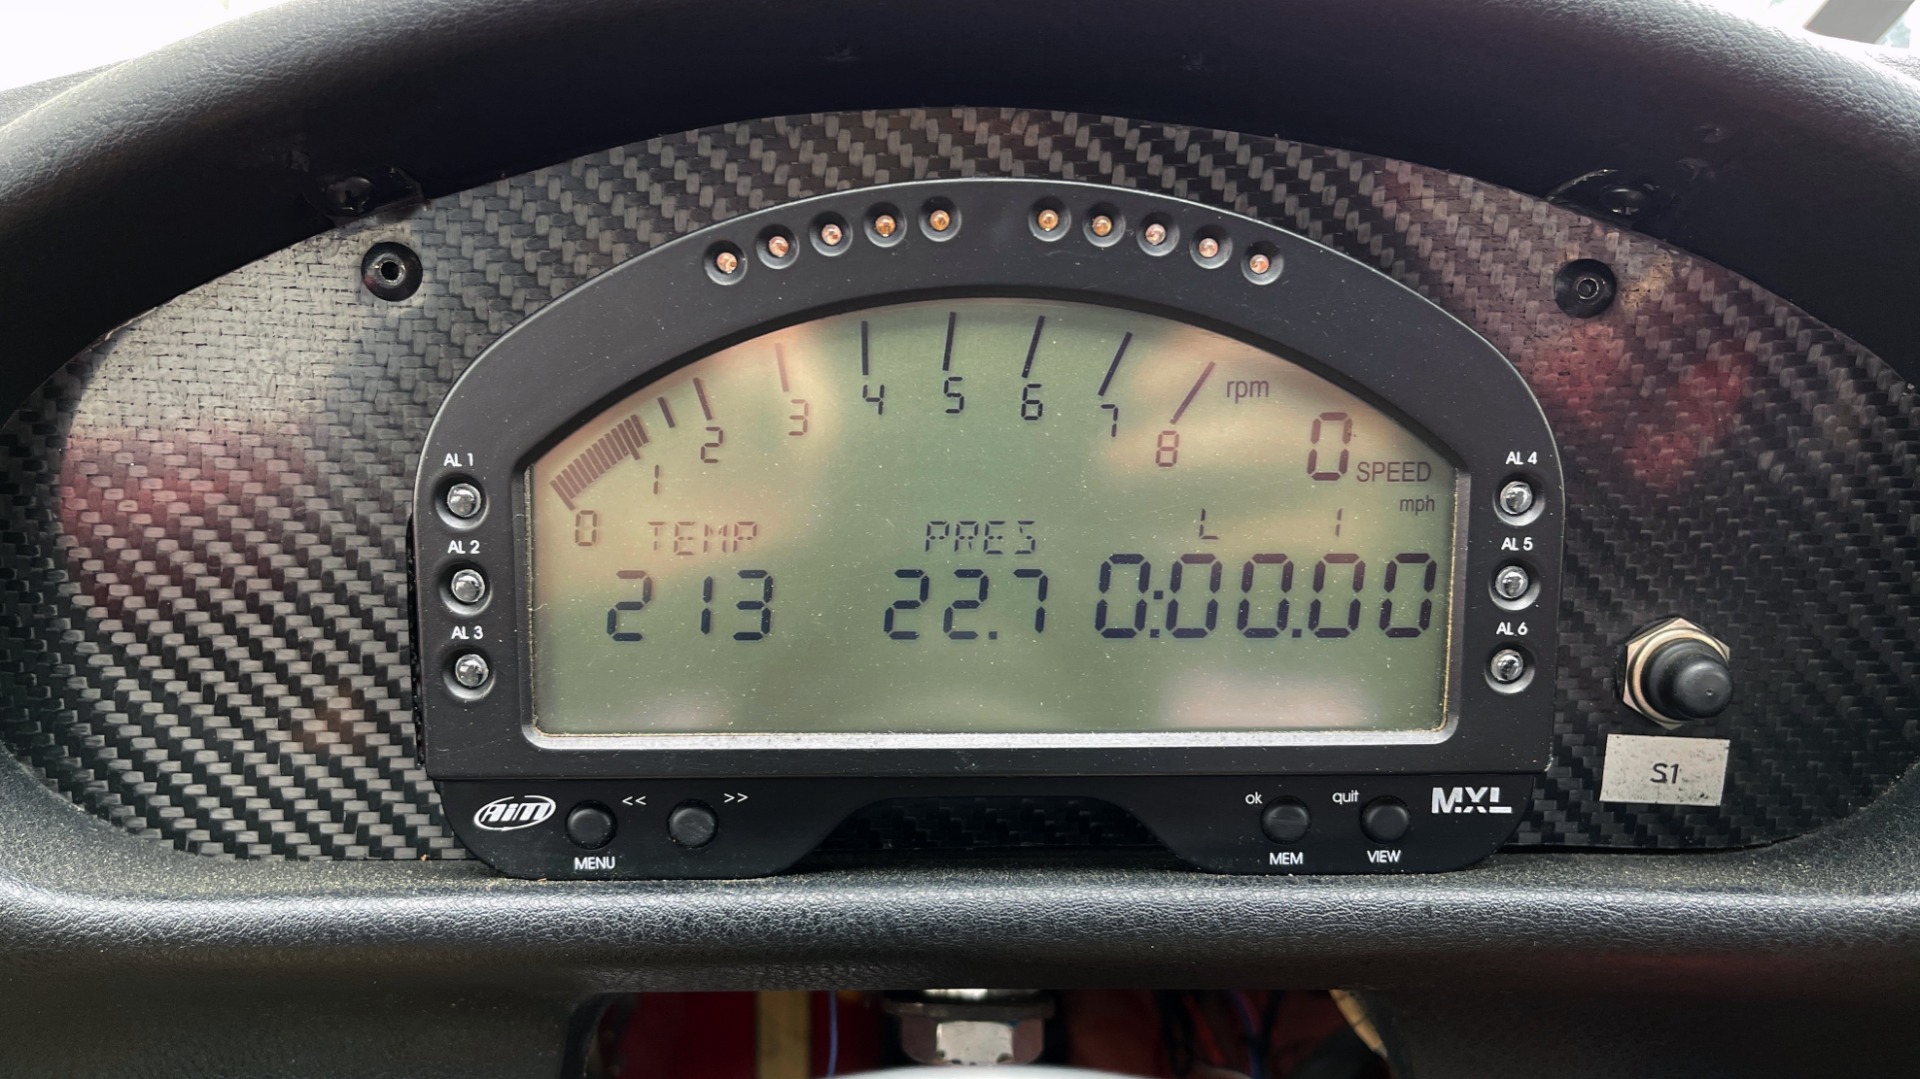 4 5 6 7
3 8 rpm
2 0 SPEED
1 mph
0 TEMP PRES L 1
213 22.7 0:00.00
AL 1
AL 2
AL 3
AL 4
AL 5
AL 6
AiM << >> ok quit MXL
MENU MEM VIEW
S1